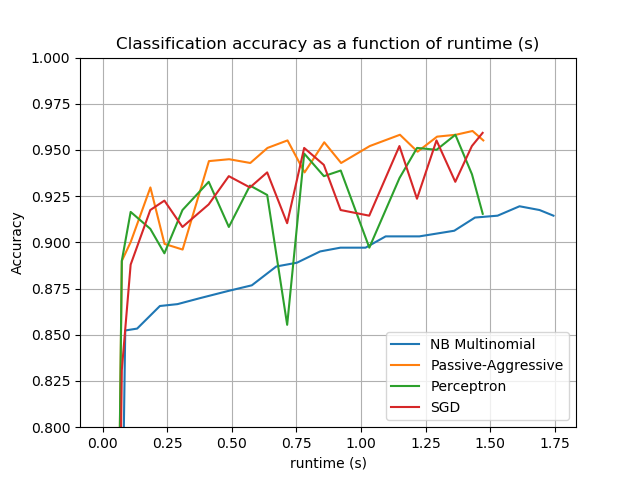 Classification accuracy as a function of runtime (s)
1.000
0.975
0.950
0.925
0.900
0.875
0.850
0.825
0.800
Accuracy
NB Multinomial
Passive-Aggressive
Perceptron
SGD
0.00 0.25 0.50 0.75 1.00 1.25 1.50 1.75
runtime (s)